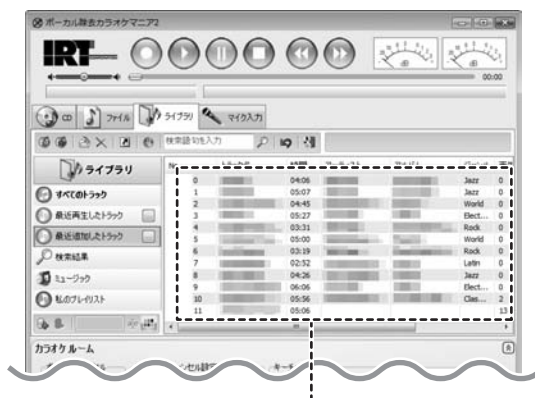 ボーカル除去カラオケマニア2
IRT
dB
dB
00:00
CD ファイル ライブラリ マイク入力
検索語句を入力
ライブラリ
すべてのトラック
最近再生したトラック
最近追加したトラック
検索結果
ミュージック
私のプレイリスト
0 04:06 Jazz 0
1 05:07 Jazz 0
2 04:45 World 0
3 05:27 Elect... 0
4 03:31 Rock 0
5 05:00 World 0
6 03:19 Rock 0
7 02:52 Latin 0
8 04:26 Jazz 0
9 06:06 Elect... 0
10 05:56 Clas... 2
11 05:06 13
カラオケ ルーム